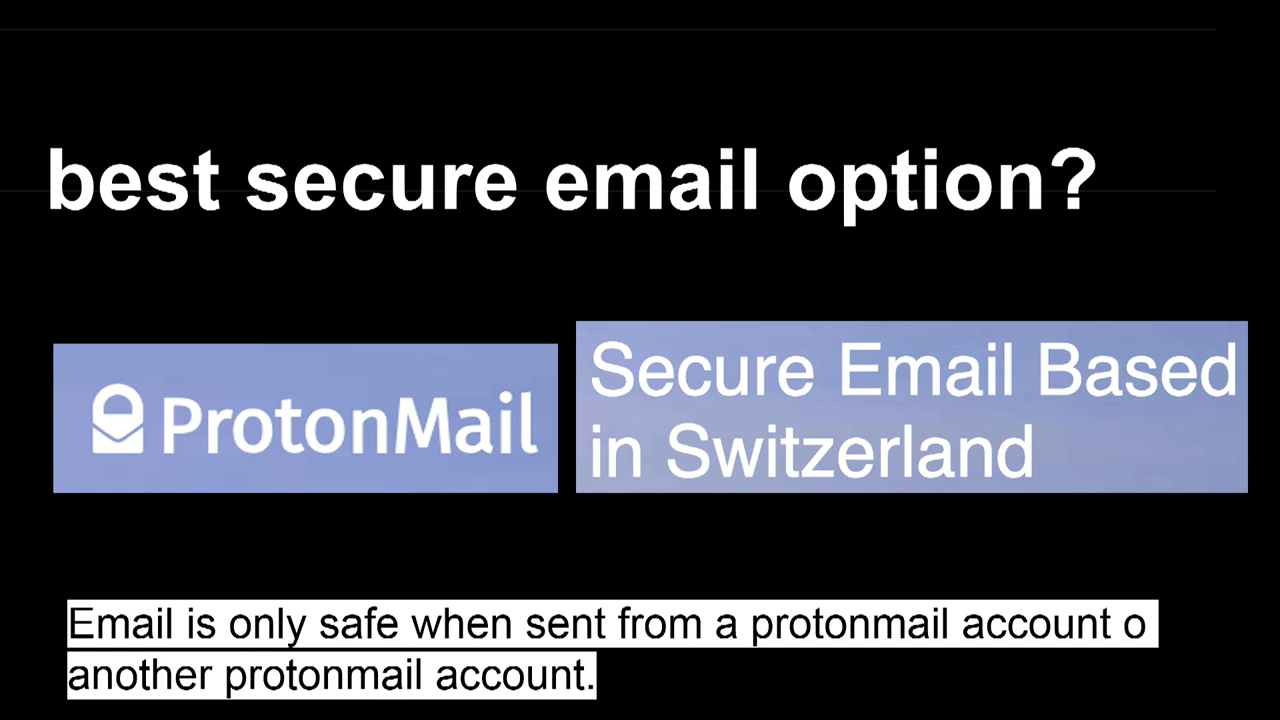 best secure email option?
ProtonMail
Secure Email Based
in Switzerland
Email is only safe when sent from a protonmail account o
another protonmail account.